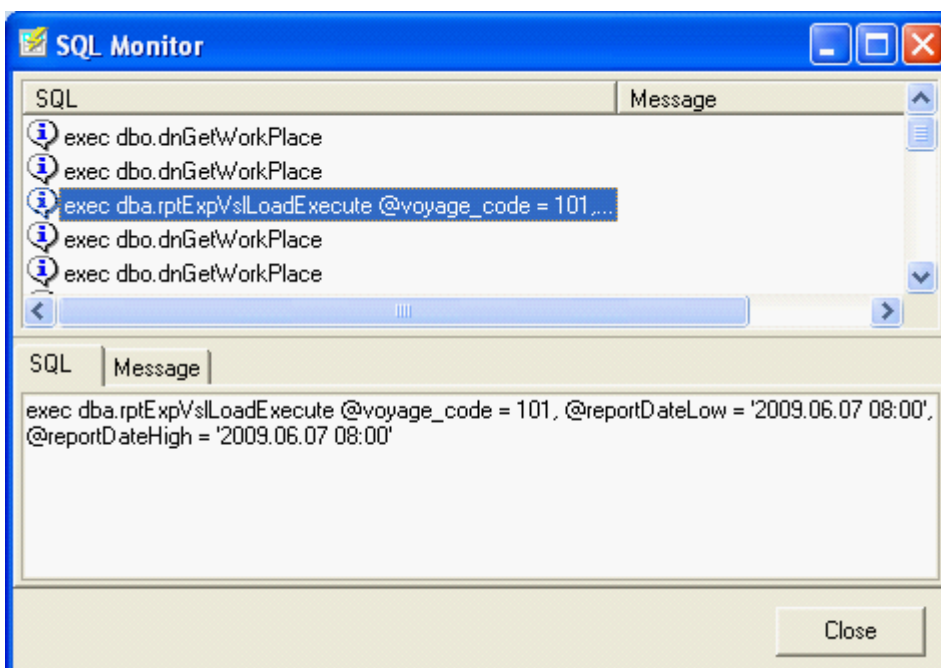 SQL Monitor
SQL Message
exec dbo.dnGetWorkPlace
exec dbo.dnGetWorkPlace
exec dba.rptExpVslLoadExecute @voyage_code = 101,...
exec dbo.dnGetWorkPlace
exec dbo.dnGetWorkPlace
SQL Message
exec dba.rptExpVslLoadExecute @voyage_code = 101, @reportDateLow = '2009.06.07 08:00',
@reportDateHigh = '2009.06.07 08:00'
Close